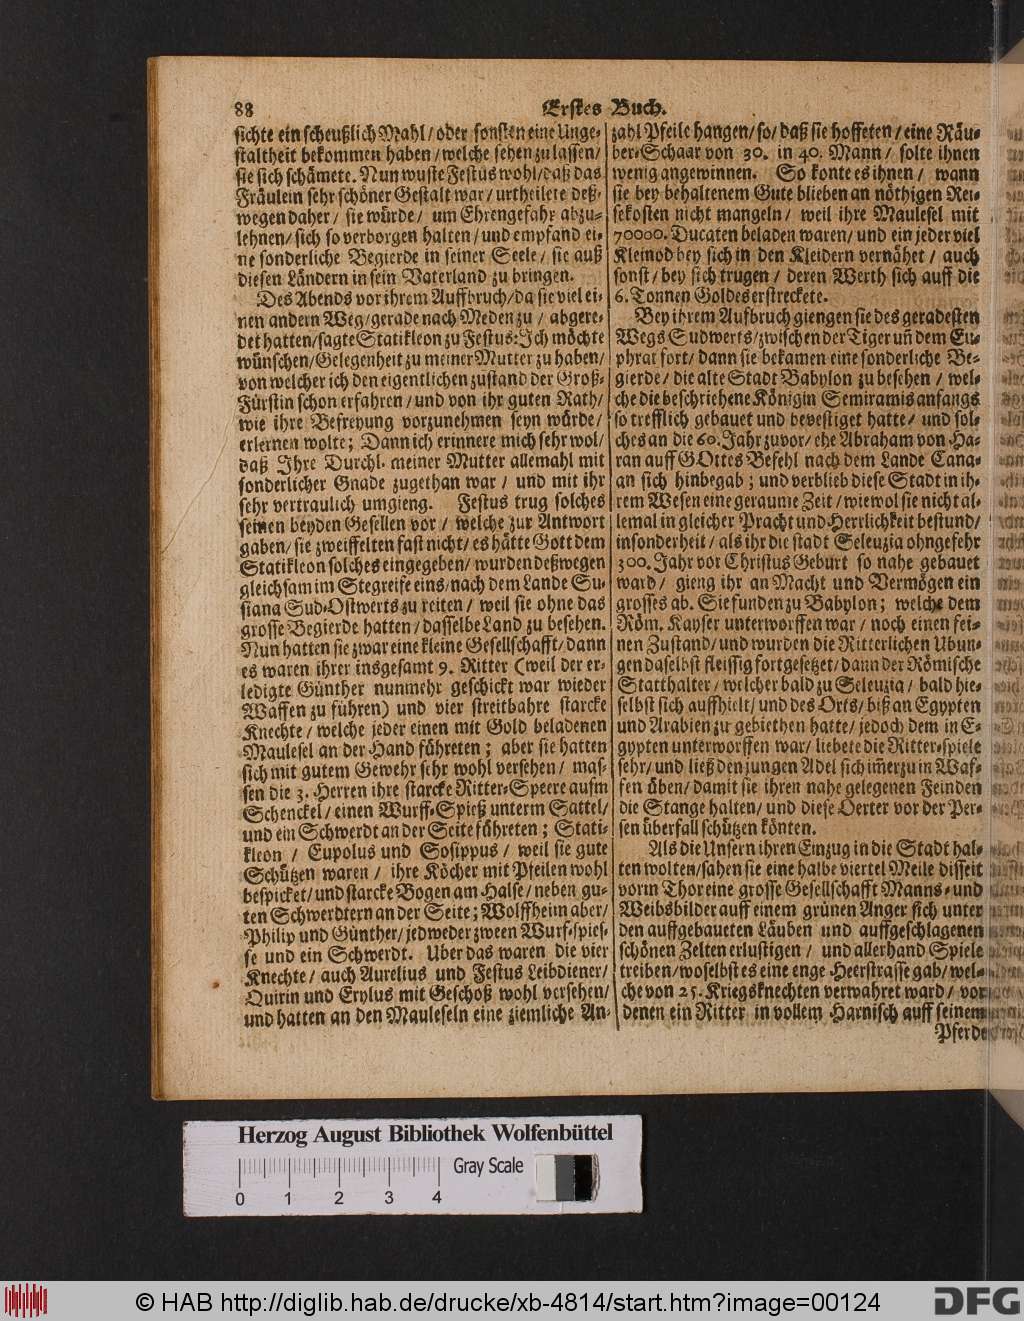 88
Erstes Buch.
sichte ein scheußlich Mahl/ oder sonsten eine Unge-
staltheit bekommen haben/ welche sehen zu lassen/
sie sich schämete. Nun wuste Festus wohl/ daß das
Fräulein sehr schöner Gestalt war/ urtheilete deß-
wegen daher/ sie würde/ um Ehrengefahr abzu-
lehnen/ sich so verborgen halten/ und empfand ei-
ne sonderliche Begierde in seiner Seele/ sie auß
diesen Ländern in sein Vaterland zu bringen.
Des Abends vor ihrem Auffbruch/ da sie viel ei-
nen andern Weg/ gerade nach Meden zu/ abgere-
det hatten/ sagte Statikleon zu Festus: Ich möchte
wünschen/ Gelegenheit zu meiner Mutter zu haben/
von welcher ich den eigentlichen zustand der Groß-
Fürstin schon erfahren/ und von ihr guten Rath/
wie ihre Befreyung vorzunehmen seyn würde/
erlernen wolte; Dann ich erinnere mich sehr wol/
daß Ihre Durchl. meiner Mutter allemahl mit
sonderlicher Gnade zugethan war/ und mit ihr
sehr vertraulich umgieng. Festus trug solches
seinen beyden Gesellen vor/ welche zur Antwort
gaben/ sie zweiffelten fast nicht/ es hätte Gott dem
Statikleon solches eingegeben/ wurden deßwegen
gleichsam im Stegreife eins/ nach dem Lande Su-
siana Sud-Ostwerts zu reiten/ weil sie ohne das
grosse Begierde hatten/ dasselbe Land zu besehen.
Nun hatten sie zwar eine kleine Gesellschafft/ dann
es waren ihrer insgesamt 9. Ritter (weil der er-
ledigte Günther nunmehr geschickt war wieder
Waffen zu führen) und vier streitbahre starcke
Knechte/ welche jeder einen mit Gold beladenen
Maulesel an der Hand führeten; aber sie hatten
sich mit gutem Gewehr sehr wohl versehen/ mas-
sen die 3. Herren ihre starcke Ritter-Speere aufm
Schenckel/ einen Wurff-Spieß unterm Sattel/
und ein Schwerdt an der Seite führeten; Stati-
kleon/ Eupolus und Sosippus/ weil sie gute
Schützen waren/ ihre Köcher mit Pfeilen wohl
bespicket/ und starcke Bogen am Halse/ neben gu-
ten Schwerdtern an der Seite; Wolffheim aber/
Philip und Günther/ jedweder zween Wurf-spies-
se und ein Schwerdt. Uber das waren die vier
Knechte/ auch Aurelius und Festus Leibdiener/
Quirin und Erylus mit Geschoß wohl versehen/
und hatten an den Mauleseln eine ziemliche An-
zahl Pfeile hangen/ so/ daß sie hoffeten/ eine Räu-
ber-Schaar von 30. in 40. Mann/ solte ihnen
wenig angewinnen. So konte es ihnen/ wann
sie bey behaltenem Gute blieben an nöthigen Rei-
sekosten nicht mangeln/ weil ihre Maulesel mit
70000. Ducaten beladen waren/ und ein jeder viel
Kleinod bey sich in den Kleidern vernähet/ auch
sonst/ bey sich trugen/ deren Werth sich auff die
6. Tonnen Goldes erstreckete.
Bey ihrem Aufbruch giengen sie des geradesten
Wegs Sudwerts/ zwischen der Tiger uñ dem Eu-
phrat fort/ dann sie bekamen eine sonderliche Be-
gierde/ die alte Stadt Babylon zu besehen/ wel-
che die beschriehene Königin Semiramis anfangs
so trefflich gebauet und bevestiget hatte/ und sol-
ches an die 60. Jahr zuvor/ ehe Abraham von Ha-
ran auff GOttes Befehl nach dem Lande Cana-
an sich hinbegab; und verblieb diese Stadt in ih-
rem Wesen eine geraume Zeit/ wiewol sie nicht al-
lemal in gleicher Pracht und Herrlichkeit bestund/
insonderheit/ als ihr die stadt Seleuzia ohngefehr
300. Jahr vor Christus Geburt so nahe gebauet
ward/ gieng ihr an Macht und Vermögen ein
grosses ab. Sie funden zu Babylon; welche dem
Röm. Kayser unterworffen war/ noch einen fei-
nen Zustand/ und wurden die Ritterlichen Ubun-
gen daselbst fleissig fortgesetzet/ dann der Römische
Statthalter/ welcher bald zu Seleuzia/ bald hie-
selbst sich auffhielt/ und des Orts/ biß an Egypten
und Arabien zu gebiethen hatte/ jedoch dem in E-
gypten unterworffen war/ liebete die Ritter-spiele
sehr/ und ließ den jungen Adel sich im̃erzu in Waf-
fen üben/ damit sie ihren nahe gelegenen Feinden
die Stange halten/ und diese Oerter vor der Per-
sen überfall schützen könten.
Als die Unsern ihren Einzug in die Stadt hal-
ten wolten/ sahen sie eine halbe viertel Meile disseit
vorm Thor eine grosse Gesellschafft Manns- und
Weibsbilder auff einem grünen Anger sich unter
den auffgebaueten Läuben und auffgeschlagenen
schönen Zelten erlustigen/ und allerhand Spiele
treiben/ woselbst es eine enge Heerstrasse gab/ wel-
che von 25. Kriegsknechten verwahret ward/ vor
denen ein Ritter in vollem Harnisch auff seinem
Pferde
Herzog August Bibliothek Wolfenbüttel
Gray Scale
0 1 2 3 4
© HAB http://diglib.hab.de/drucke/xb-4814/start.htm?image=00124
DFG